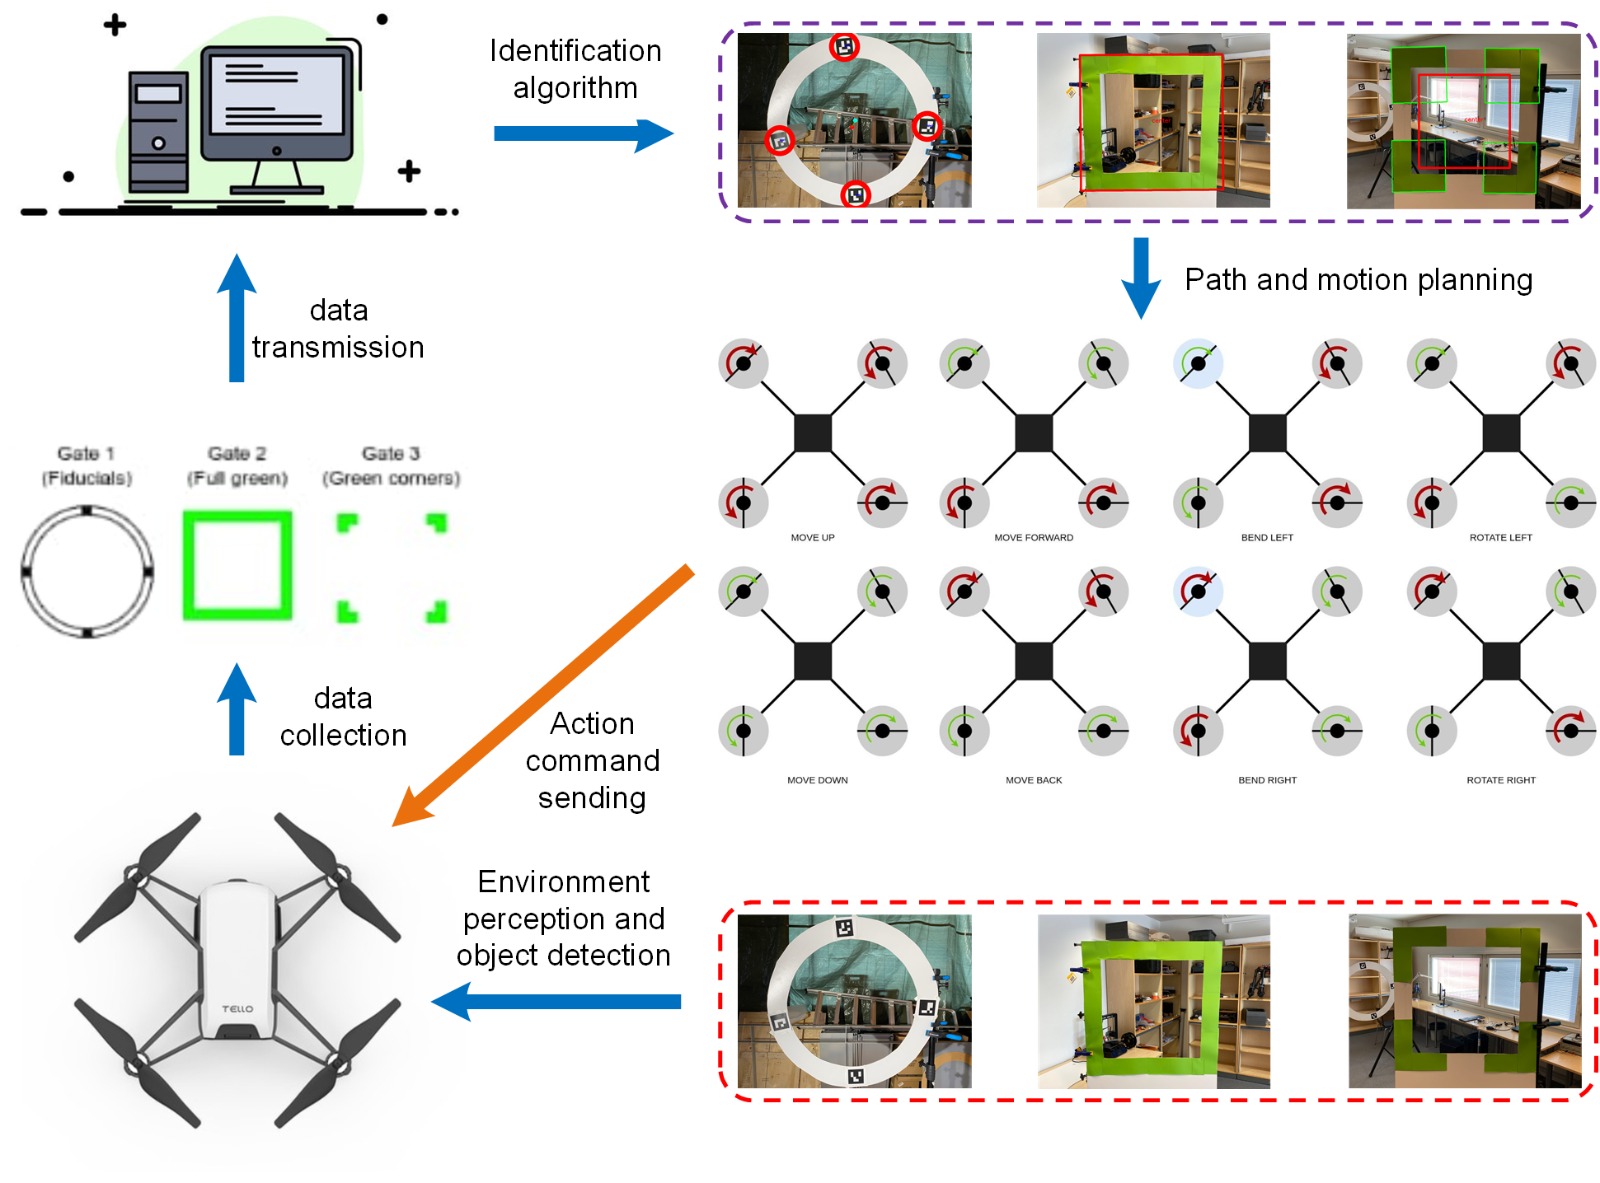 Identification
algorithm
center
Path and motion planning
data
transmission
Gate 1
(Fiducials)
Gate 2
(Full green)
Gate 3
(Green corners)
MOVE UP
MOVE FORWARD
BEND LEFT
ROTATE LEFT
MOVE DOWN
MOVE BACK
BEND RIGHT
ROTATE RIGHT
data
collection
Action
command
sending
Environment
perception and
object detection
TELLO